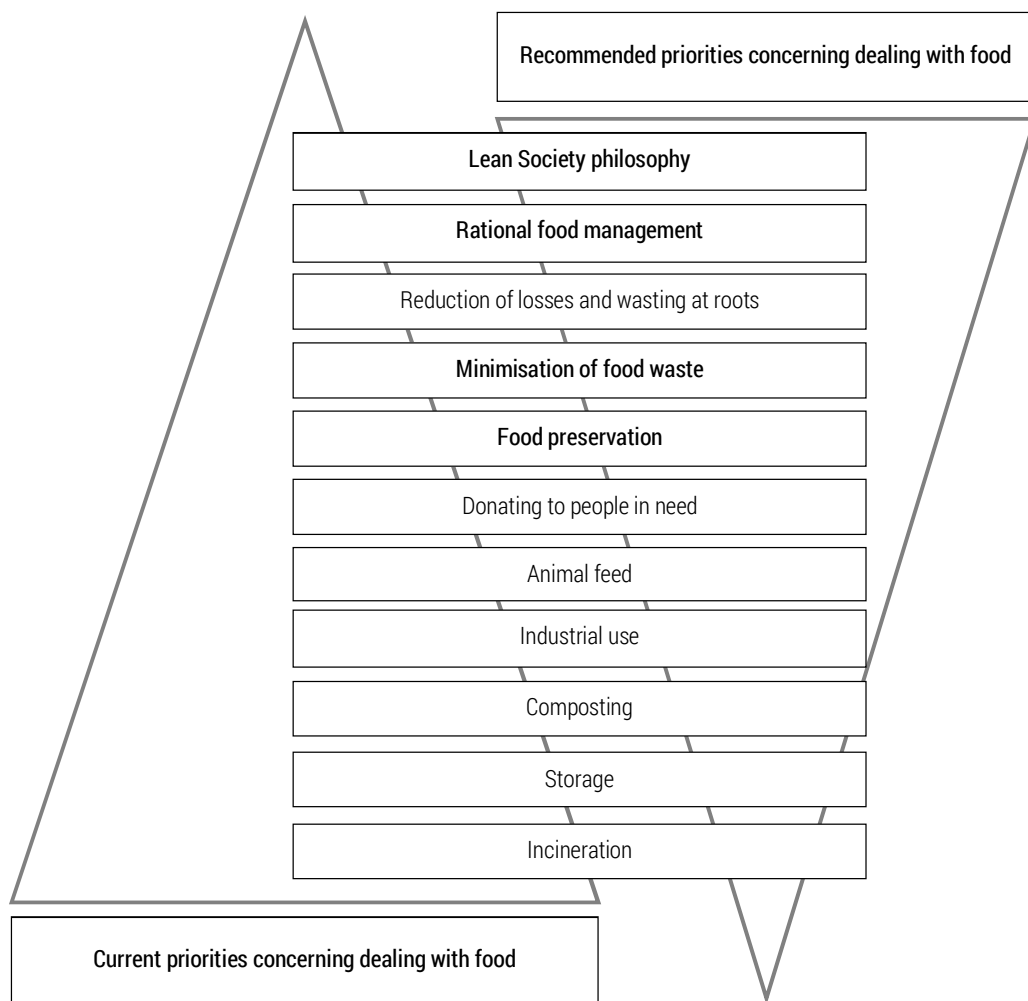 Recommended priorities concerning dealing with food
Lean Society philosophy
Rational food management
Reduction of losses and wasting at roots
Minimisation of food waste
Food preservation
Donating to people in need
Animal feed
Industrial use
Composting
Storage
Incineration
Current priorities concerning dealing with food